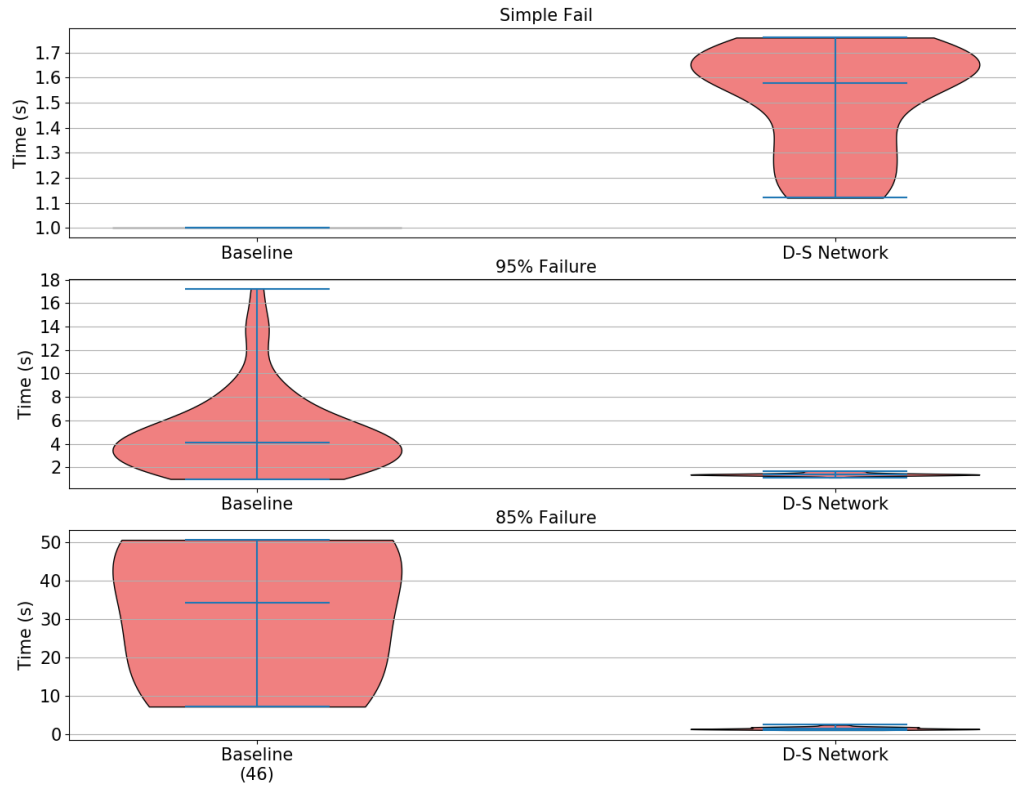 Simple Fail
Time (s)
1.7
1.6
1.5
1.4
1.3
1.2
1.1
1.0
Baseline
D-S Network
95% Failure
Time (s)
18
16
14
12
10
8
6
4
2
Baseline
D-S Network
85% Failure
Time (s)
50
40
30
20
10
0
Baseline
(46)
D-S Network